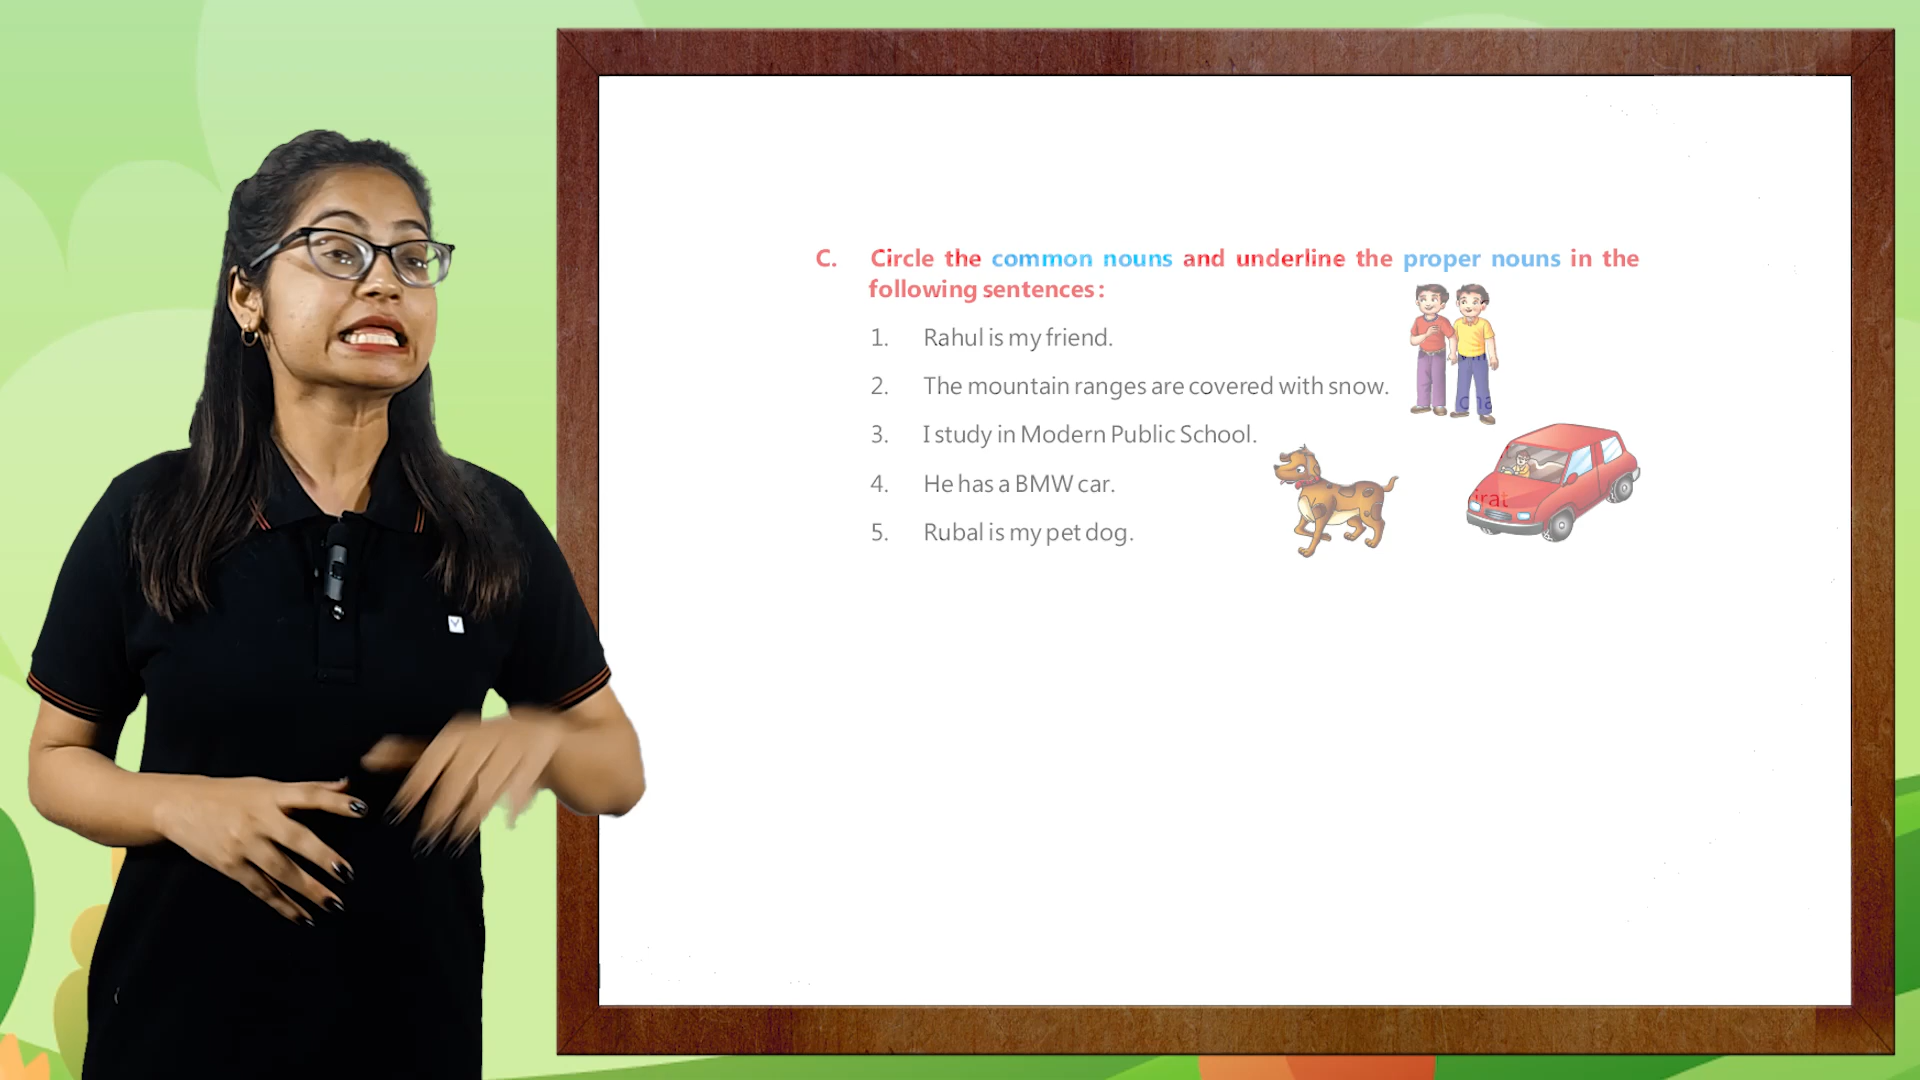 C. Circle the common nouns and underline the proper nouns in the
following sentences :
1. Rahul is my friend.
2. The mountain ranges are covered with snow.
3. I study in Modern Public School.
4. He has a BMW car.
5. Rubal is my pet dog.